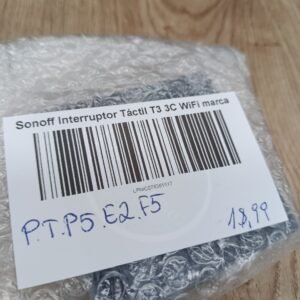 Sonoff Interruptor Táctil T3 3C WiFi marca
P.T.P5.E2.F5
18,99